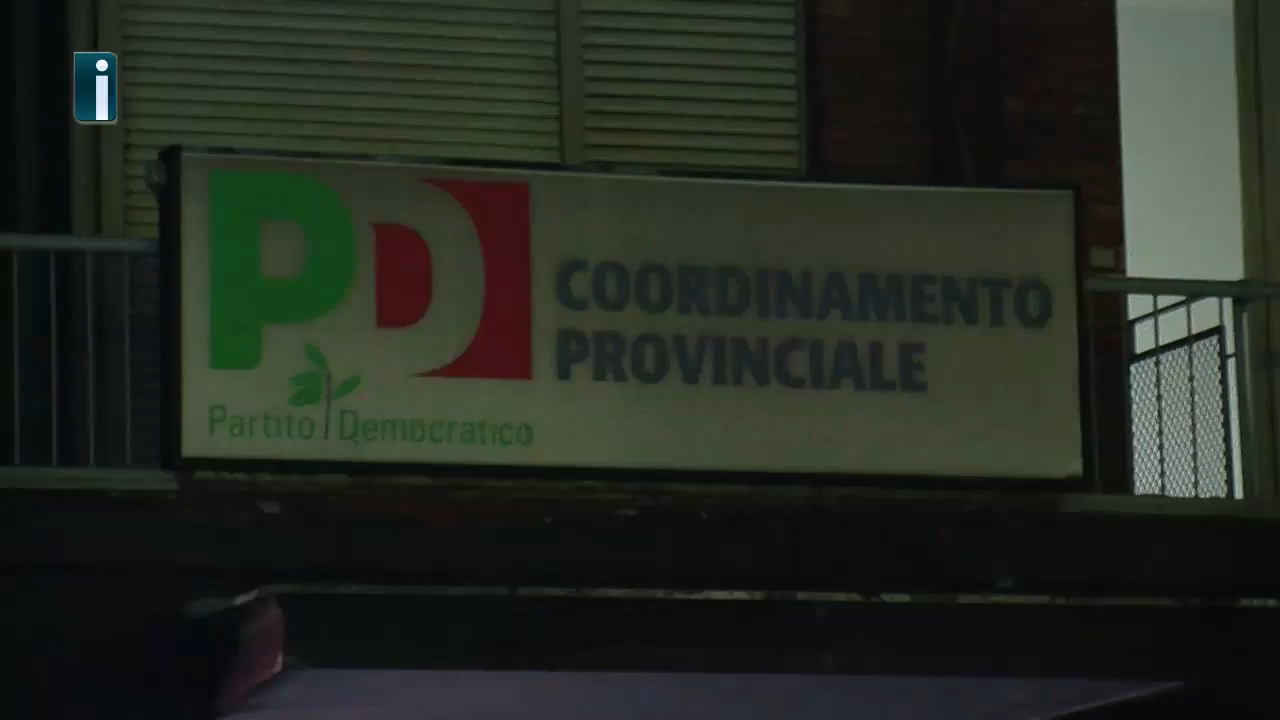 i
PD
COORDINAMENTO
PROVINCIALE
Partito Democratico